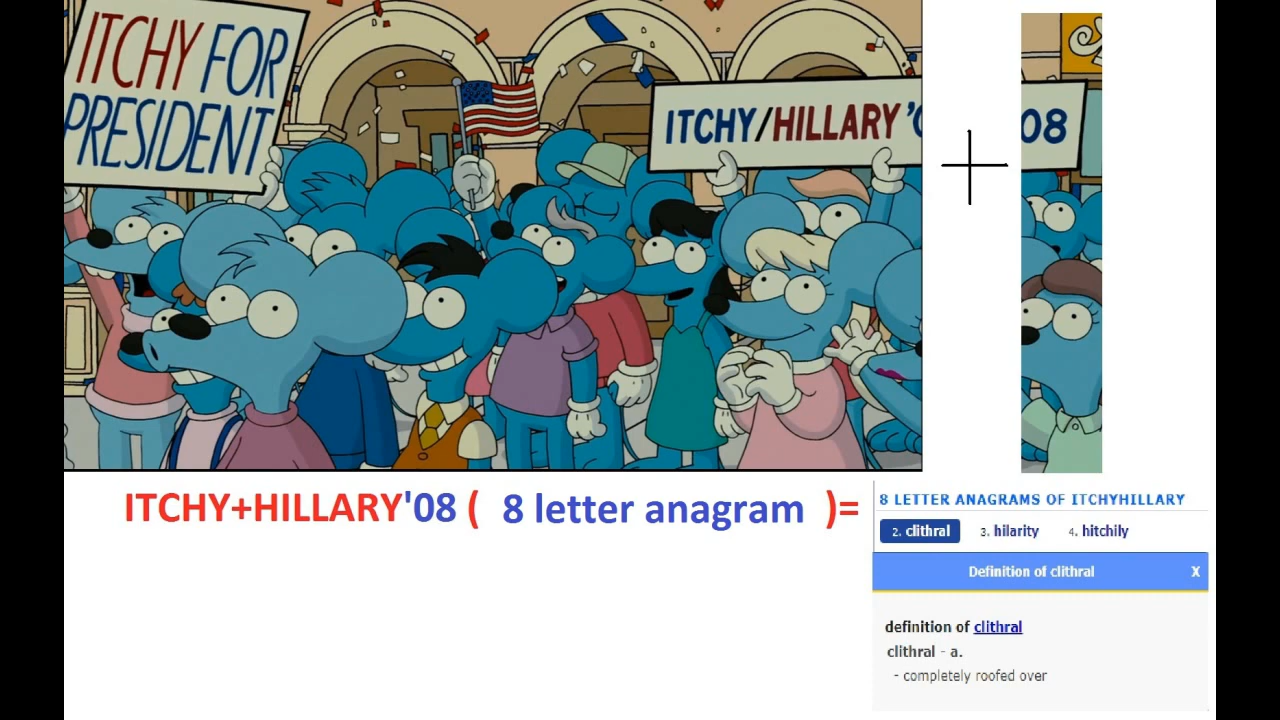 ITCHY FOR
PRESIDENT
ITCHY/HILLARY '0
08
ITCHY+HILLARY'08 ( 8 letter anagram )=
8 LETTER ANAGRAMS OF ITCHYHILLARY
2. clithral 3. hilarity 4. hitchily
Definition of clithral X
definition of clithral
clithral - a.
- completely roofed over